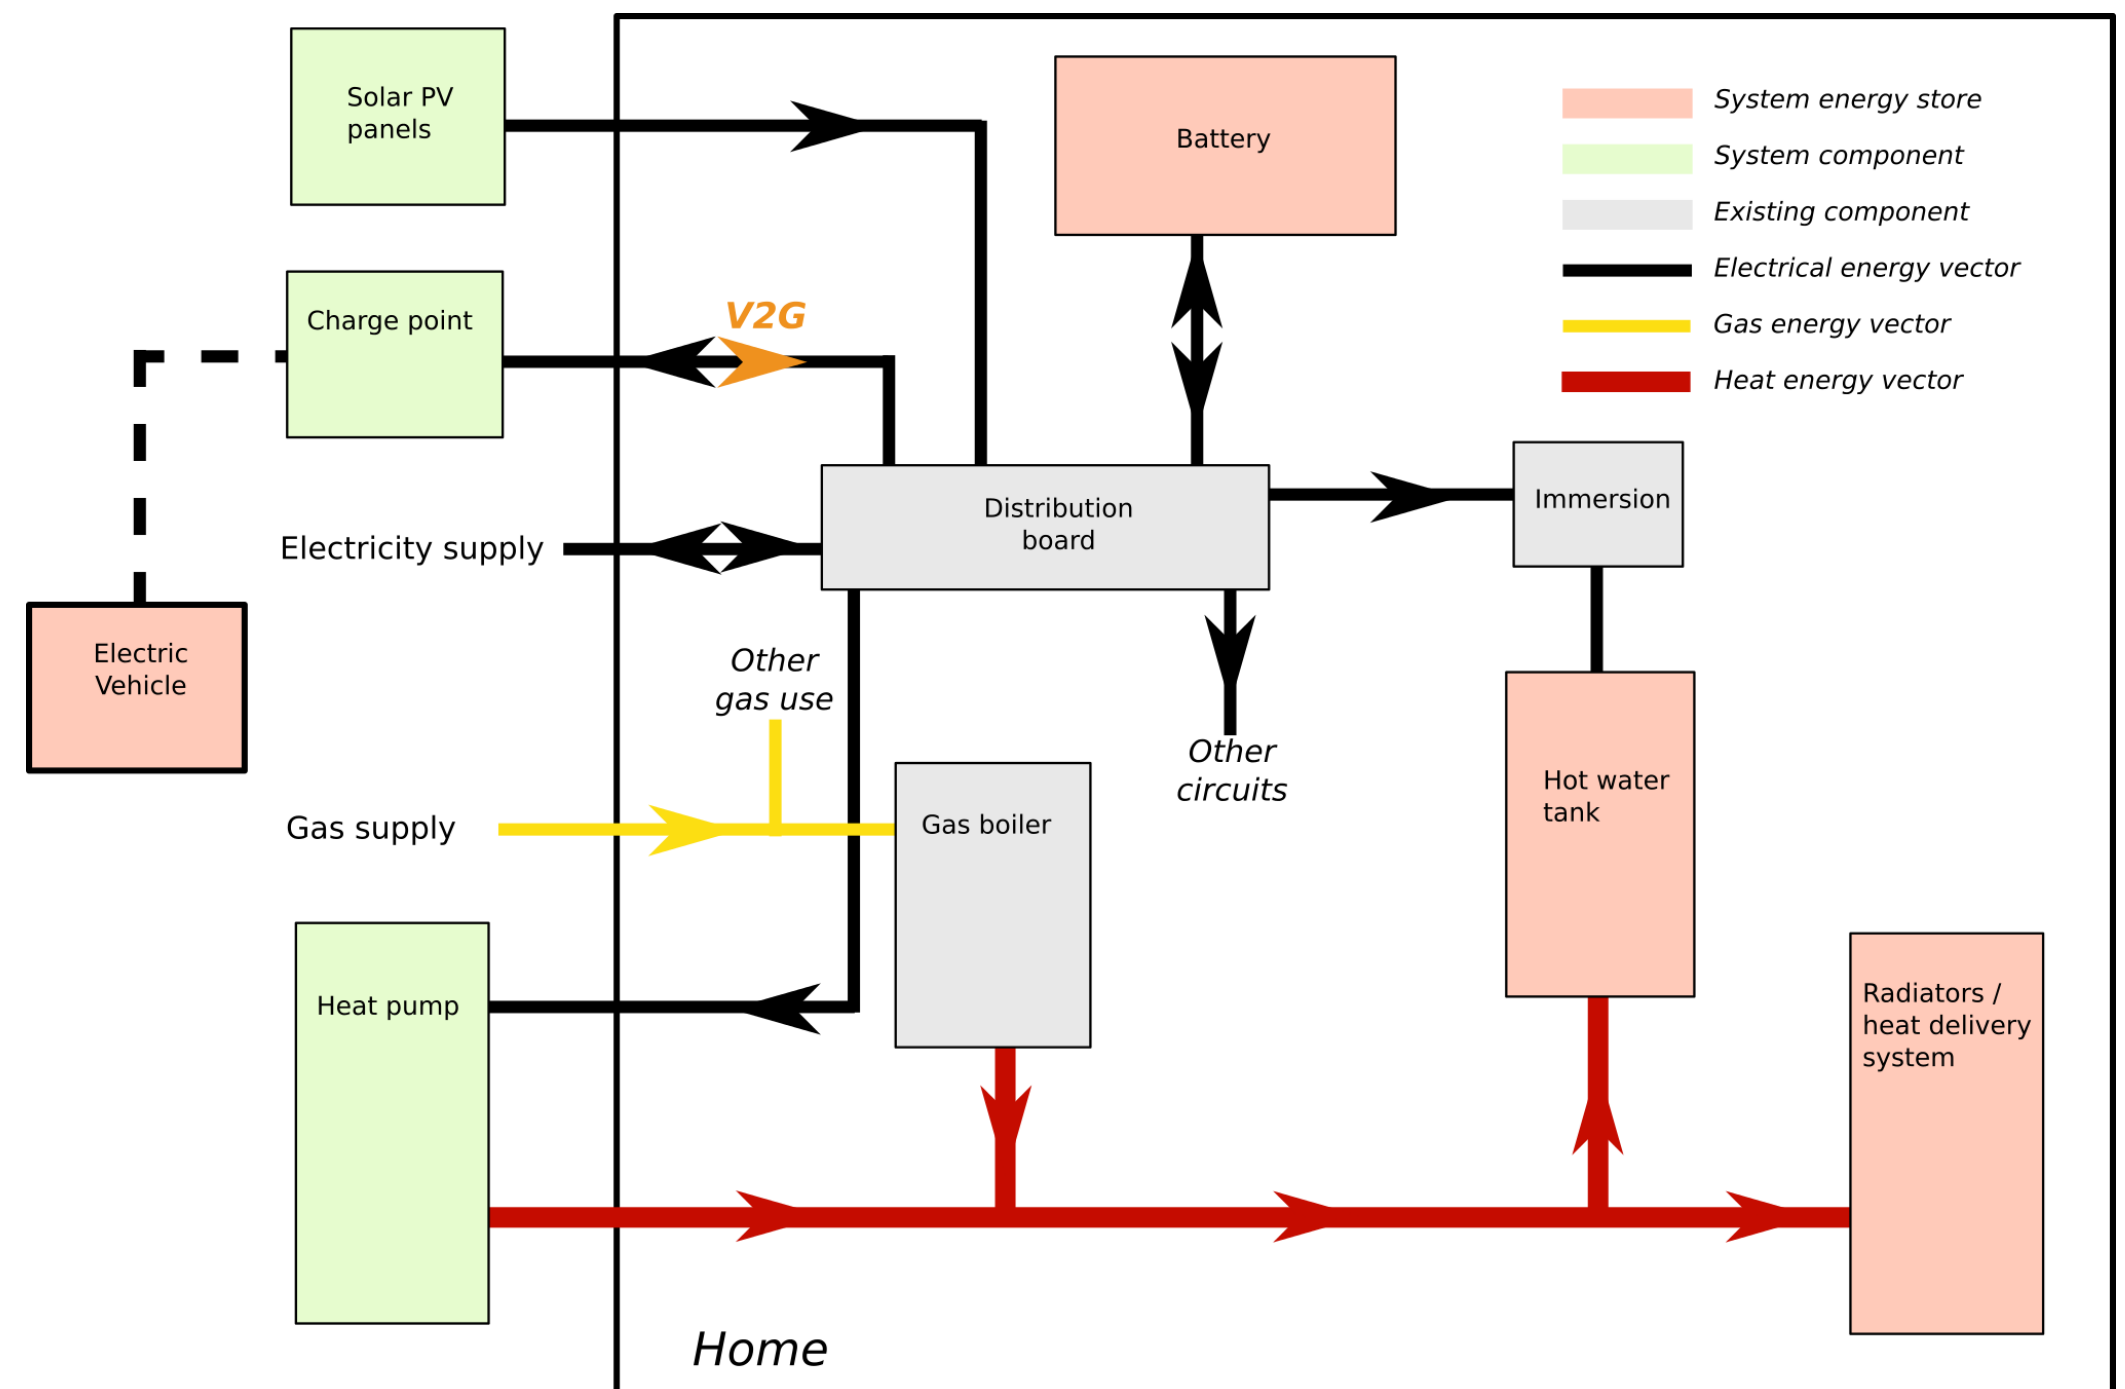 Solar PV
panels
Battery
System energy store
System component
Existing component
Electrical energy vector
Gas energy vector
Heat energy vector
Charge point
V2G
Distribution
board
Immersion
Electricity supply
Electric
Vehicle
Other
gas use
Other
circuits
Hot water
tank
Gas supply
Gas boiler
Heat pump
Radiators /
heat delivery
system
Home